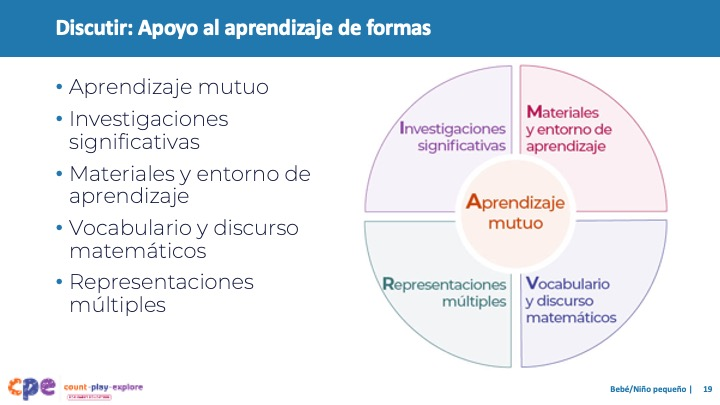 Discutir: Apoyo al aprendizaje de formas
• Aprendizaje mutuo
• Investigaciones
significativas
• Materiales y entorno de
aprendizaje
• Vocabulario y discurso
matemáticos
• Representaciones
múltiples
Investigaciones
significativas
Materiales
y entorno de
aprendizaje
Aprendizaje
mutuo
Representaciones
múltiples
Vocabulario
y discurso
matemáticos
cpe count·play·explore
Bebé/Niño pequeño | 19